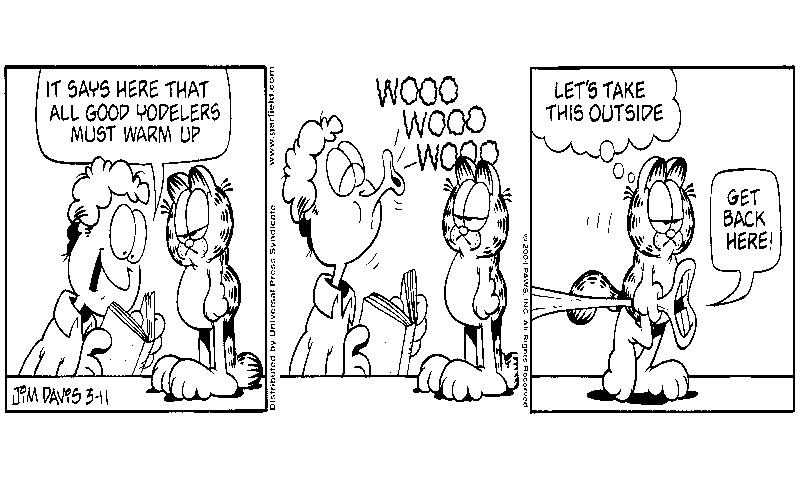 IT SAYS HERE THAT
ALL GOOD YODELERS
MUST WARM UP
JIM DAVIS 3-11
www.garfield.com
Distributed by Universal Press Syndicate
WOOO
WOOO
WOOO
© 2004 PAWS, INC. All Rights Reserved
LET'S TAKE
THIS OUTSIDE
GET
BACK
HERE!